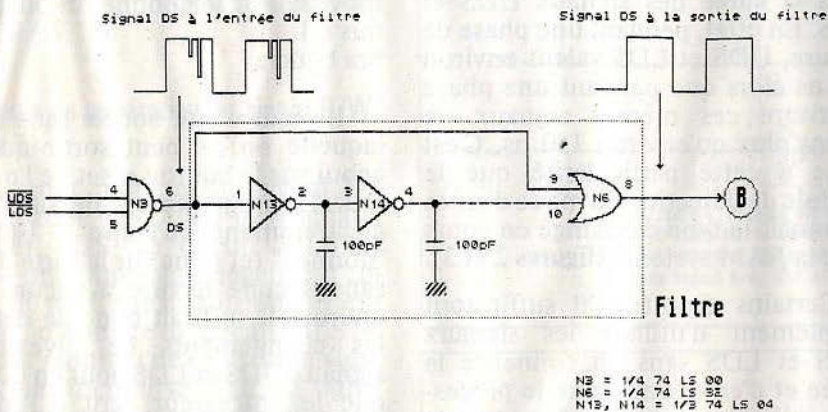 Signal DS à l'entrée du filtre
Signal DS à la sortie du filtre
UDS
LDS
4
5
N3
6
DS
1
N13
2
3
N14
4
9
10
N6
8
B
100pF
100pF
Filtre
N3 = 1/4 74 LS 00
N6 = 1/4 74 LS 32
N13, N14 = 1/3 74 LS 04